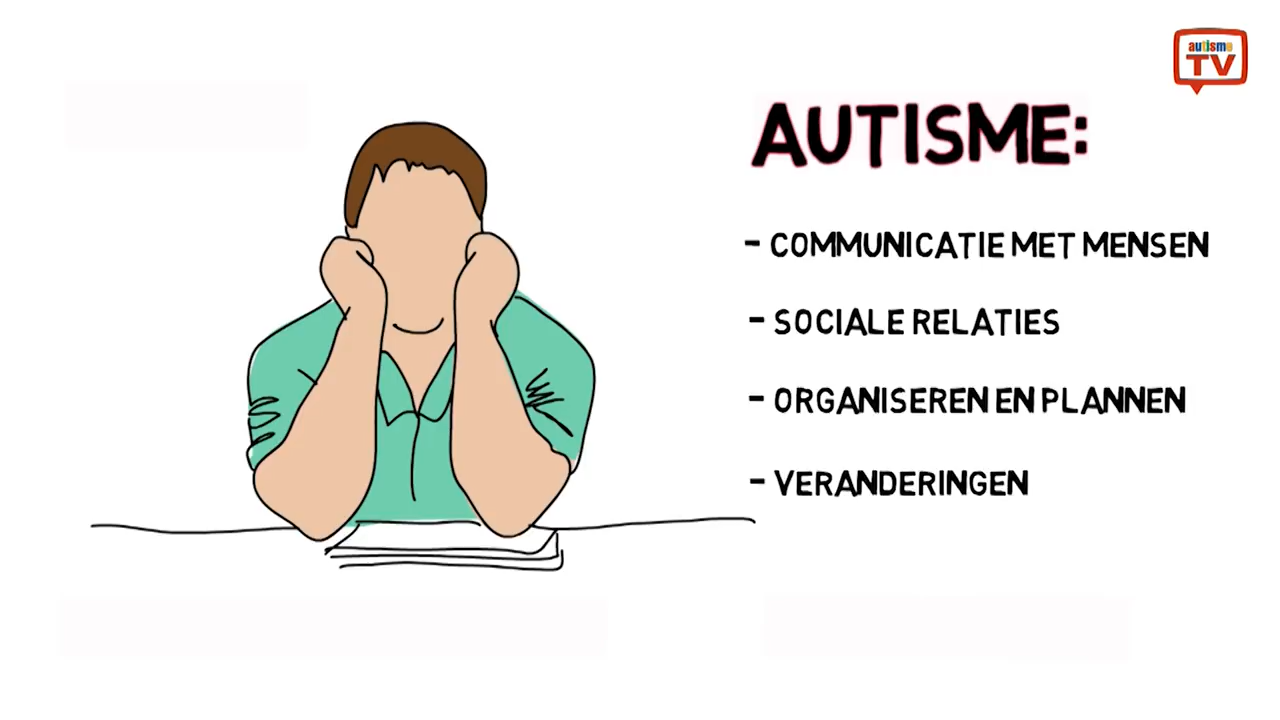 autisme
TV
AUTISME:
- COMMUNICATIE MET MENSEN
- SOCIALE RELATIES
- ORGANISEREN EN PLANNEN
- VERANDERINGEN